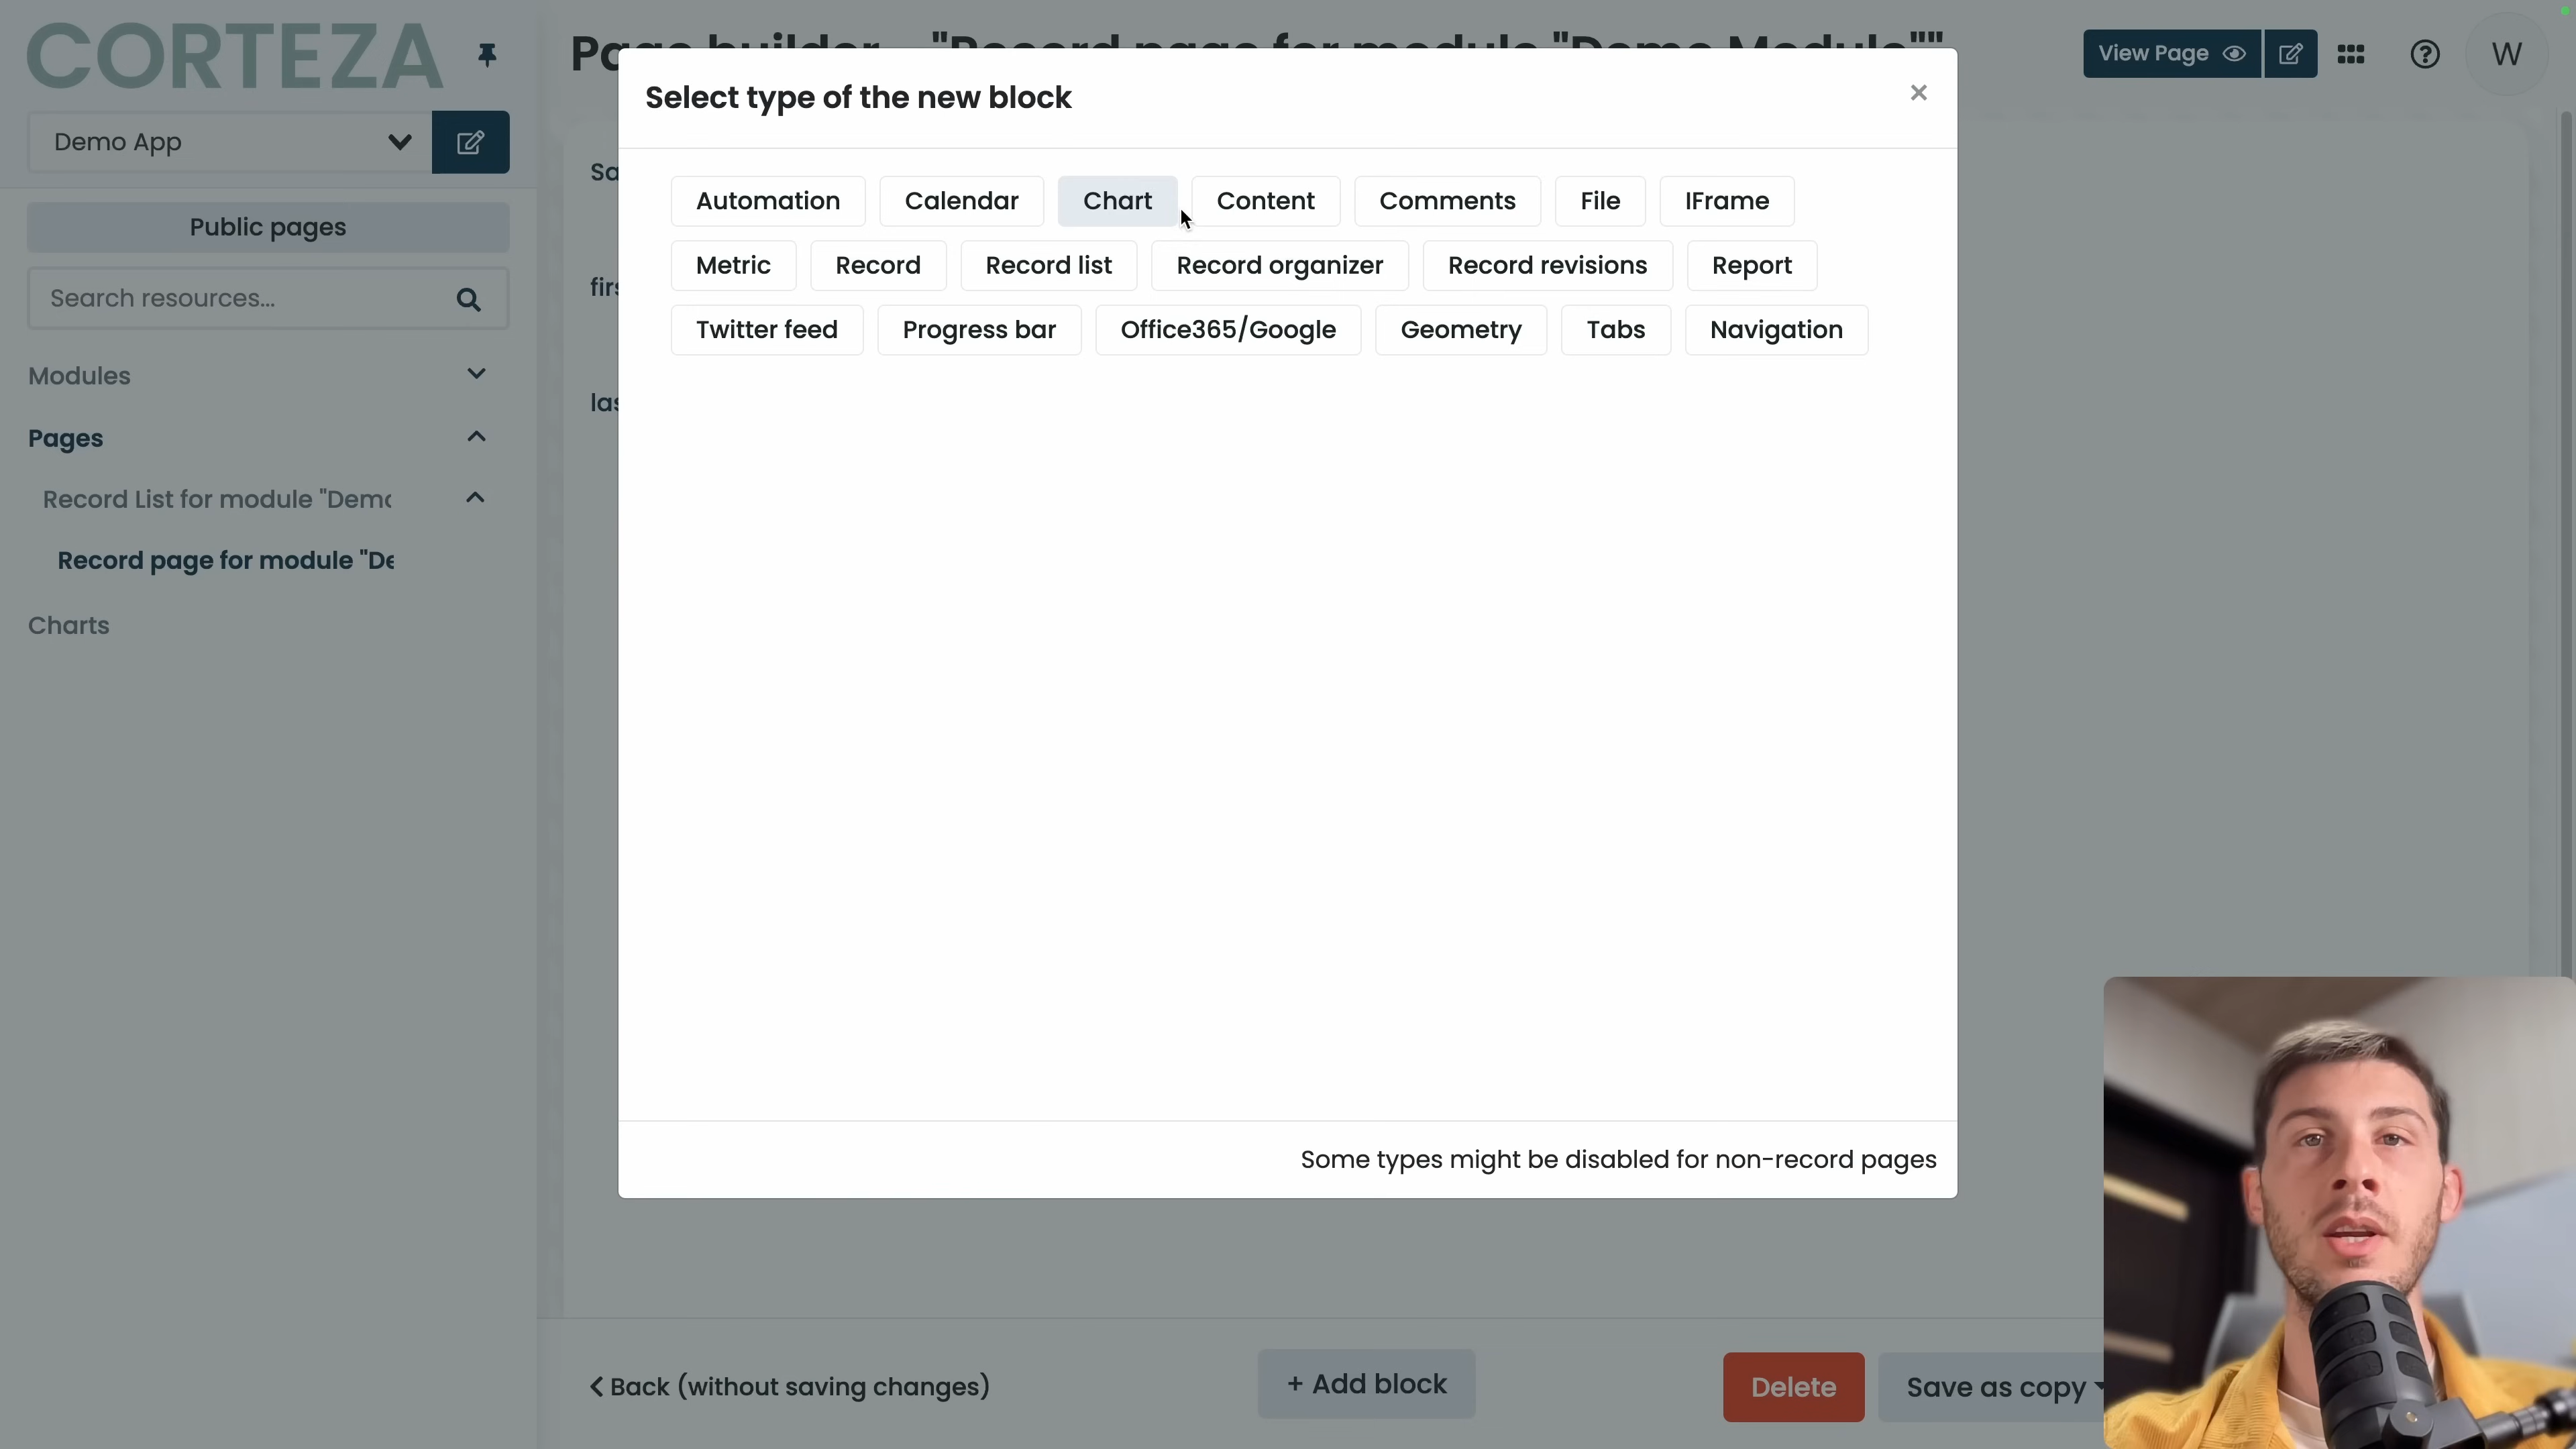 CORTEZA
Page builder - "Record page for module "Demo Module""
View Page
W
Demo App
Public pages
Search resources...
Modules
Pages
Record List for module "Demo
Record page for module "De
Charts
Select type of the new block
×
Automation Calendar Chart Content Comments File IFrame
Metric Record Record list Record organizer Record revisions Report
Twitter feed Progress bar Office365/Google Geometry Tabs Navigation
Some types might be disabled for non-record pages
Back (without saving changes)
+ Add block
Delete
Save as copy